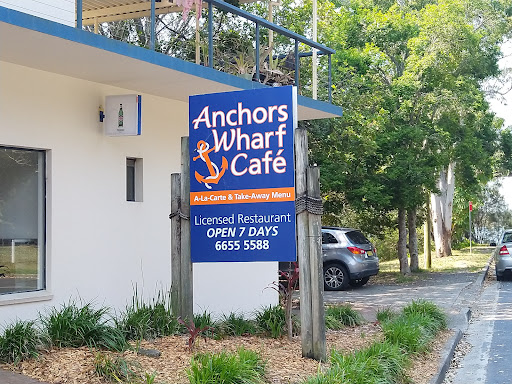 Anchors
Wharf
Café
A-La-Carte & Take-Away Menu
Licensed Restaurant
OPEN 7 DAYS
6655 5588